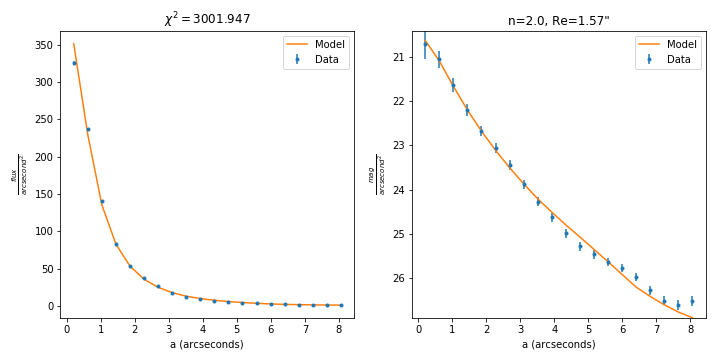 χ² = 3001.947
350
300
250
200
150
100
50
0
flux
arcsecond²
0 1 2 3 4 5 6 7 8
a (arcseconds)
Model
Data
n=2.0, Re=1.57"
21
22
23
24
25
26
mag
arcsecond²
0 1 2 3 4 5 6 7 8
a (arcseconds)
Model
Data